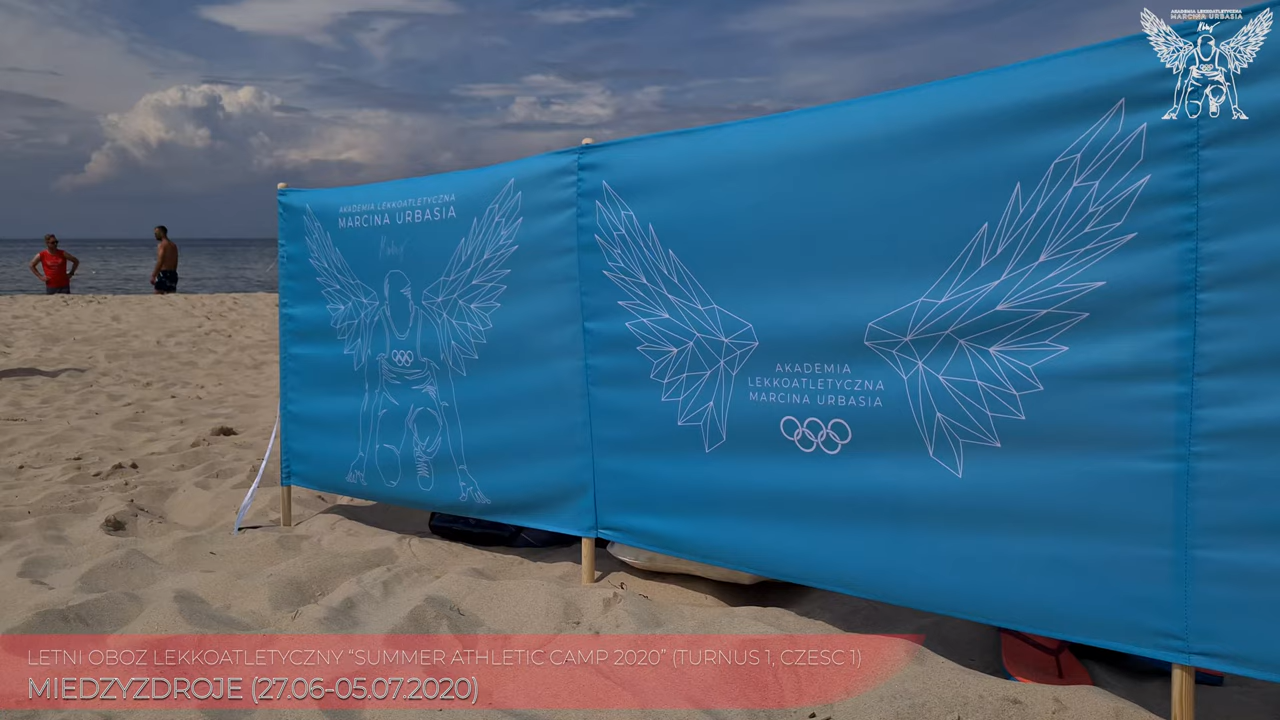 AKADEMIA LEKKOATLETYCZNA
MARCINA URBASIA
AKADEMIA LEKKOATLETYCZNA
MARCINA URBASIA
AKADEMIA
LEKKOATLETYCZNA
MARCINA URBASIA
LETNI OBOZ LEKKOATLETYCZNY “SUMMER ATHLETIC CAMP 2020” (TURNUS 1, CZESC 1)
MIEDZYZDROJE (27.06-05.07.2020)